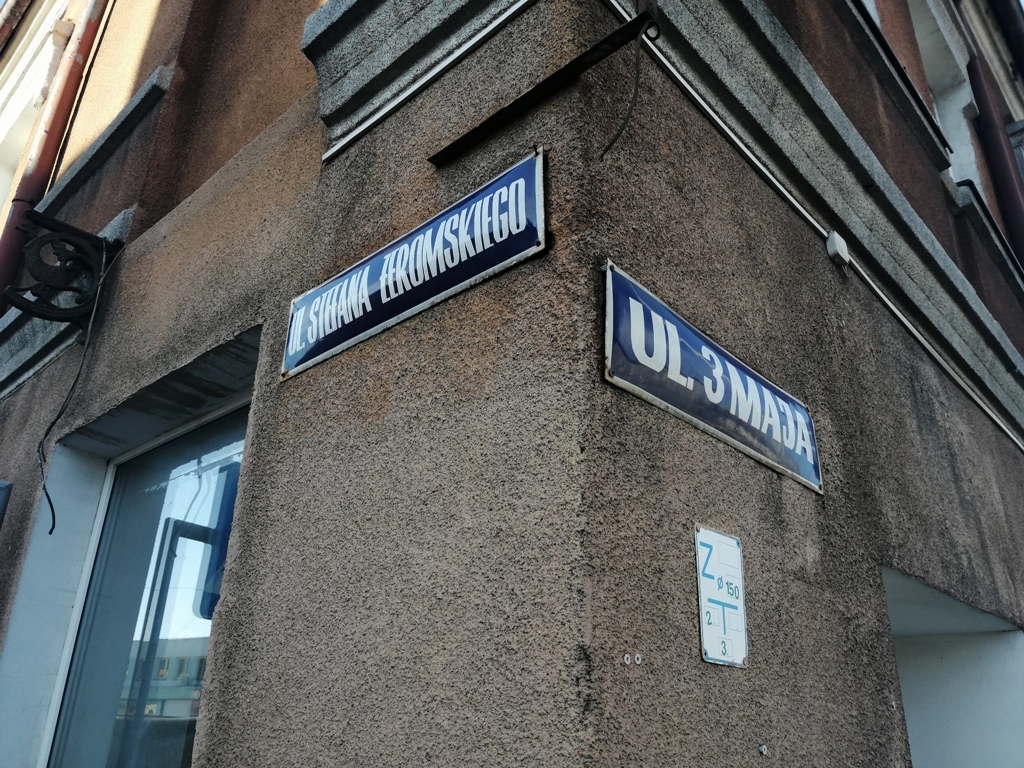 UL. STEFANA ŻEROMSKIEGO
UL. 3 MAJA
Z
ø 150
2
3